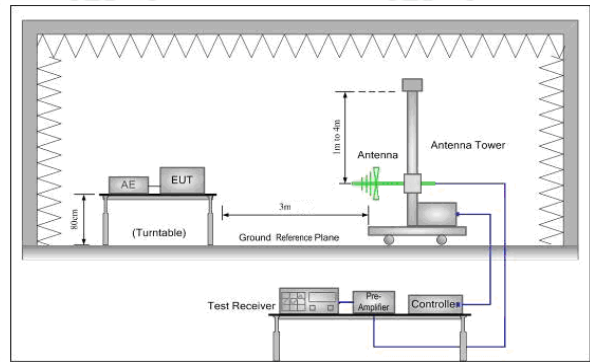 1m to 4m
Antenna
Antenna Tower
AE
EUT
3m
80cm
(Turntable)
Ground Reference Plane
Test Receiver
Pre-
Amplifier
Controller